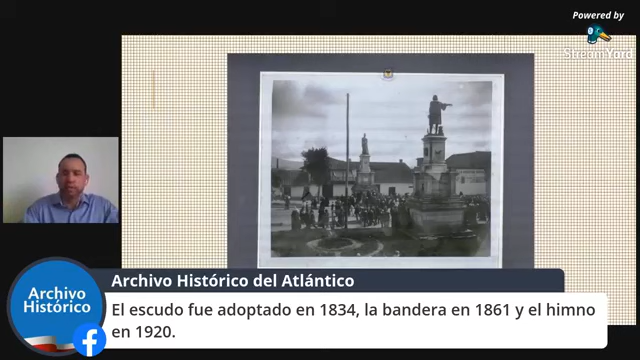 Powered by
StreamYard
Archivo Histórico del Atlántico
Archivo
Histórico
El escudo fue adoptado en 1834, la bandera en 1861 y el himno
en 1920.